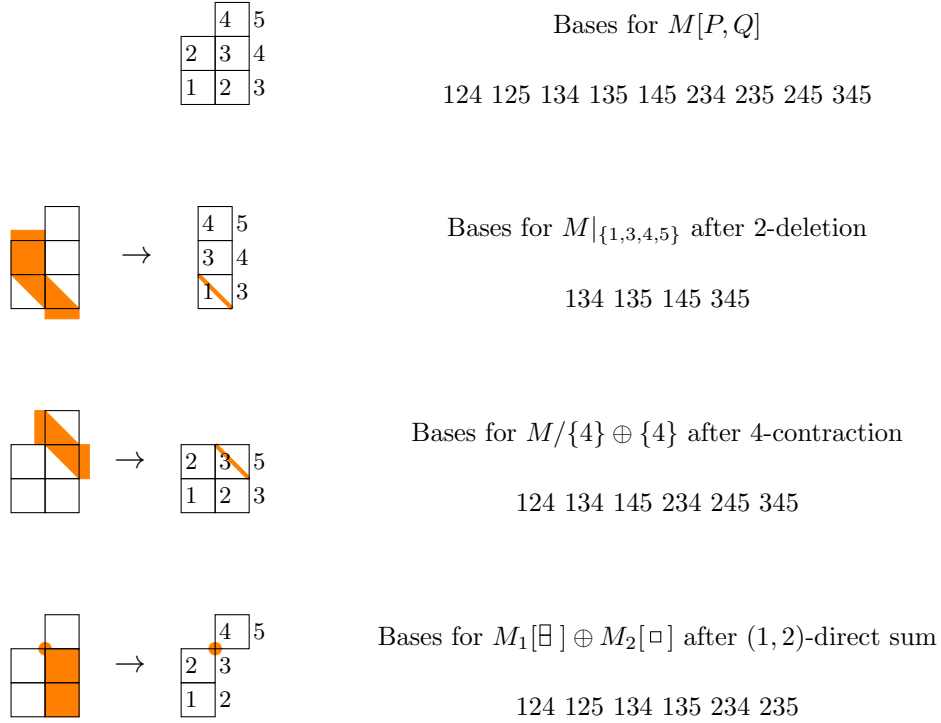 4 5
Bases for M[P, Q]
2 3 4
1 2 3
124 125 134 135 145 234 235 245 345
4 5
Bases for M|{1,3,4,5} after 2-deletion
→ 3 4
1 3
134 135 145 345
Bases for M/{4} ⊕ {4} after 4-contraction
→ 2 3 5
1 2 3
124 134 145 234 245 345
4 5
Bases for M₁[⊟] ⊕ M₂[□] after (1, 2)-direct sum
→ 2 3
1 2
124 125 134 135 234 235